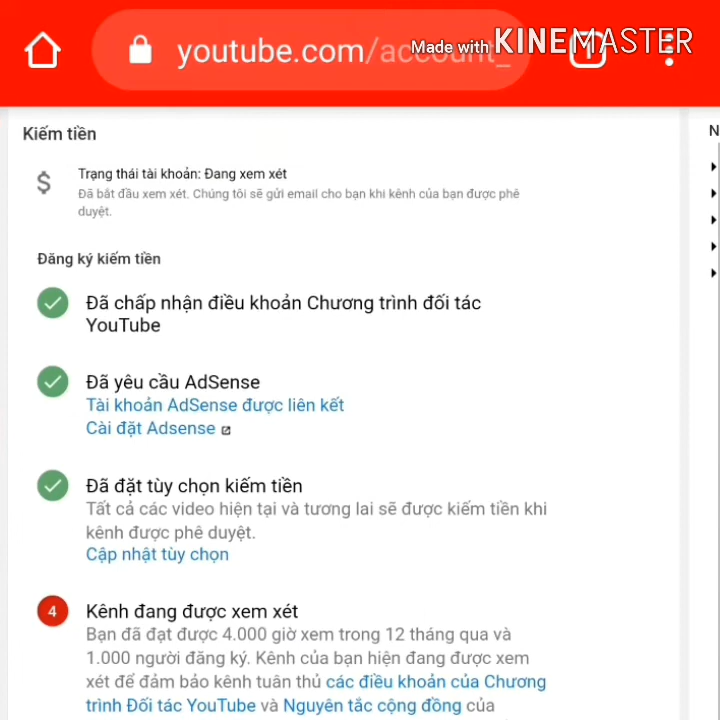 youtube.com/account_
Made with KINEMASTER
Kiếm tiền
N
Trạng thái tài khoản: Đang xem xét
Đã bắt đầu xem xét. Chúng tôi sẽ gửi email cho bạn khi kênh của bạn được phê
duyệt.
Đăng ký kiếm tiền
Đã chấp nhận điều khoản Chương trình đối tác
YouTube
Đã yêu cầu AdSense
Tài khoản AdSense được liên kết
Cài đặt Adsense
Đã đặt tùy chọn kiếm tiền
Tất cả các video hiện tại và tương lai sẽ được kiếm tiền khi
kênh được phê duyệt.
Cập nhật tùy chọn
4 Kênh đang được xem xét
Bạn đã đạt được 4.000 giờ xem trong 12 tháng qua và
1.000 người đăng ký. Kênh của bạn hiện đang được xem
xét để đảm bảo kênh tuân thủ các điều khoản của Chương
trình Đối tác YouTube và Nguyên tắc cộng đồng của